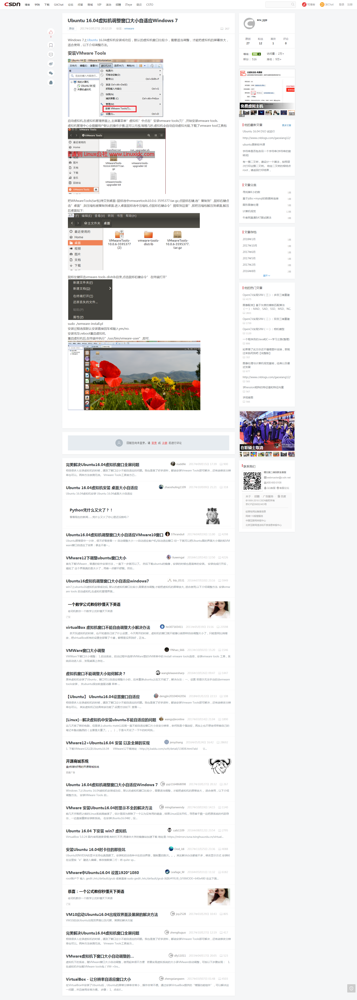 CSDN 博客 学院 下载 GitChat 论坛 问答 商城 VIP 活动 招聘 ITeye 码云 CSTO
写博客 发Chat 登录 注册
Ubuntu 16.04虚拟机调整窗口大小自适应Windows 7
原创 2017年10月27日 20:32:19 标签：vmware 267
0
Windows 7上Ubuntu 16.04虚拟机安装成功后，默认的虚拟机窗口比较小，需要适当调整，才能把虚拟机的屏幕放大，
适合使用，以下介绍调整方法。
安装VMware Tools
Ubuntu 64 位 - VMware Workstation
文件(F) 编辑(E) 查看(V) 虚拟机(M) 选项卡(T) 帮助(H)
库
在此处键入内容进行...
我的计算机
Ubuntu 64 位
共享的虚拟机
电源(P)
可移动设备(D)
暂停(U) Ctrl+Shift+P
发送 Ctrl+Alt+Del(E)
抓取输入内容(I) Ctrl+G
快照(N)
捕获屏幕(C) Ctrl+Alt+PrtScn
管理(M)
安装 VMware Tools(T)...
设置(S)... Ctrl+D
启动虚拟机,在虚拟机管理界面上,主屏幕菜单”虚拟机”中点击”安装vmware tools(T)”,开始安装vmware tools.
虚拟机管理中心会提醒用户默认的操作步骤.这可以无视.稍等几秒,虚拟机会自动启动虚拟光驱,下载了vmware tool工具包
VMware Tools
VMware Tools
最近使用的
Home
视频
图片
文档
下载
音乐
回收站
VMware Tools
manifest.txt
run_upgrader.sh
请到 Linux公社 www.Linuxidc.com
VMwareTools-10.0.6-3595377.tar.gz
vmware-tools-upgrader-32
vmware-tools-upgrader-64
把WMwareTools(tar包)拷贝到桌面–鼠标选中vmwaretools10.0.6-3595377.tar.gz,点鼠标右键,选”复制到”,鼠标右键点
击”桌面”,则压缩包被复制到桌面.进入桌面鼠标选中压缩包,点鼠标右键命令”提取到这里”,即把压缩包解压到桌面,解压
后桌面如下:
编辑(E) 查看(V) 转到 书签 帮助(H)
主文件夹 桌面
最近使用的
Home
桌面
视频
图片
文档
下载
VMwareTools-10.0.6-3595377 (2)
vmware-tools-distrib
VMwareTools-10.0.6-3595377.tar.gz
鼠标左键双击vmware-tools-distrib目录,点击鼠标右键命令”在终端打开”
新建文件夹(F)
新建文档(D)
在终端打开(T)
还原丢失的文件...
粘贴(P)
属性(P)
sudo ./wmware-install.pl
安装过程选择默认安装直接回车或输入yes/no.
安装完毕,reboot重启虚拟机.
重启虚拟机后,在终端中执行”/usr/bin/vmware-user”,即可.
目前您尚未登录，请 登录 或 注册 后进行评论
完美解决Ubuntu16.04虚拟机窗口全屏问题 nuddlle 2017年09月15日 17:39 900
相信很多人在装虚拟机的时候，遇到了窗口过小不能自适应的问题。我也是查了好多资料，都说安装Vmware Tools即可解决，还有说修改分辨
率也可以。两种方法亲测无效。 Vmware Tools工具官方已...
Ubuntu 16.04虚拟机安装 桌面大小自适应 zhaoshuling1109 2017年10月09日 21:21 318
Ubuntu 16.04虚拟机安装 Ubuntu 16.04桌面大小自适应
Python凭什么又火了？！
看看现在的新闻......凭什么又火了你心里还没数吗？
Ubuntu16.04虚拟机调整窗口大小自适应VMware10窗口 SThranduil 2017年04月19日 11:00 4298
Ubuntu屏幕居中一小块，很不好看查看---> 自动调整大小--->自动适应客户机/自动适应窗口 切一下就可以把Ubuntu面的界面大小调的和VM
ware窗口自适应了效果：拿走不谢~...
VMware12下调整ubuntu窗口大小 liuwengai 2016年12月14日 12:50 4226
首先下载VMware，普通的软件安装方法，一直下一步就可以了。 然后下载ubuntu的镜像，安装的时候也是简单的安装。 安装完成打开后，
尴尬了 这个界面真的是太小了，用着一点都不舒服。然后...
Ubuntu16虚拟机调整窗口大小自适应windows7 lhb_0531 2016年07月10日 23:16 5949
win7上ubuntu16虚拟机安装成功后, 默认的虚拟机窗口比较小,需要适当调整,才能把虚拟机的屏幕放大, 适合使用,以下介绍调整方法. 安装vmw
are tools 启动虚拟机,在虚拟机管理界面...
一个数学公式教你秒懂天下英语
老司机教你一个数学公式秒懂天下英语
virtualBox 虚拟机窗口不能自由调整大小解决办法 hn307165411 2011年05月19日 15:16 23598
昨天玩虚拟机的时候，也不知道自己改了什么设置，今天再开的时候，虚拟机的窗口就不能像以前那样自由调整大小了，只能是同比例缩
放，把virtualBox所有的设置全部看了个遍，都愣是没弄到好，正当...
VMWare窗口大小调整 YNhao_666 2013年10月02日 15:20 1546
VMWare下窗口大小调整： 1.启动系统，启动过程中选择VMWare里的VM菜单中的 install vmware tools选项，安装vmware tools 工具，系
统启动进入后，发现桌面上存在...
虚拟机窗口不能调整大小如何解决？ wangleiwavesharp 2016年10月26日 09:47 1447
原来虚拟机安装了Ubuntu，窗口可以自适应调整大小的，后来重装ubuntu之后又不能了，解决办法： 一、设置 若提示无法手动启动vmware
tools安装， 关ubuntu添加软盘驱动器 菜单-...
【Ubuntu】 Ubuntu16.04设置窗口自适应 dengjin20104042056 2018年01月22日 22:13 108
相信很多人在装虚拟机的时候，遇到了窗口过小不能自适应的问题。我也是查了好多资料，都说安装Vmware Tools即可解决，还有说修改分辨
率也可以。 其实虚拟机已经具有该功能了.设置方法如下: 查看--...
[Linux]--解决虚拟机中安装ubuntu不能自适应的问题 wangyijieonline 2017年03月14日 21:04 1890
这几天换了新的电脑，但是装上ubuntu mate以后就一直不能自适应窗口大小改变分辨率，奈何我是个强迫症，再加上也不想老师带着自己的
笔记本跑动跑西的（主要是太重了。。。），于是今天花了一下午的时间找...
VMware12+Ubuntu16.04 安装 以及全屏的实现 jenyzhang 2016年05月24日 16:42 28692
1. 下载VMware12以及Ubuntu16.04 VMware12下载地址：http://rj.baidu.com/soft/detail/13808.html?ald U...
开源商城系统
盘点8款好用的开源商城系统
百度广告
Ubuntu 16.04虚拟机调整窗口大小自适应Windows 7 yyp1164868098 2017年10月27日 20:32 267
Windows 7上Ubuntu 16.04虚拟机安装成功后，默认的虚拟机窗口比较小，需要适当调整，才能把虚拟机的屏幕放大， 适合使用，以下介绍
调整方法。 安装VMware Tools 启...
VMware 安装Ubuntu16.04时显示不全的解决方法 mingtianwendy 2017年10月19日 14:15 1140
前几天手贱把之前的Linux系统搞崩溃了，估计是因为移除了一个以为没有用的磁盘，结果Linux没法开机，寻思着干脆一边把原系统的代码导
出，一边直接重新安装新系统。 在安装Ubuntu16.04时，没...
Ubuntu 16.04 下安装 win7 虚拟机 caib1109 2016年08月12日 23:54 2795
VirtualBox 5.0.24 国内官网速度很慢,有时打不开,用清华大学的镜像站加速下载 地址是: https://mirrors.tuna.tsinghua.edu.cn/virtual...
安装Ubuntu 16.04时卡住的那些坑 Dod_Jdi 2017年11月25日 23:36 4088
Ubuntu对NVIDIA的显卡支持也真是醉了。安装和启动各种卡在启动界面，强制重启数次。。。其实解决办法都差不多，修改显示方式 安装时
在这里按“e”建进入编辑，修改倒数第二行：将 quite sp...
VMware中Ubuntu16.04 设置1920*1080 Leafage_M 2016年05月31日 11:32 6182
root账户下 输入 gedit /etc/default/grub 或者直接 sudo gedit /etc/default/grub 找到:#FRUB_GFXMODE=640x480 在这下面...
恭喜：一个公式教你秒懂天下英语
老司机教你一个数学公式秒懂天下英语
VM10启动Ubuntu16.04出现双界面及黑屏的解决方法 joy2528 2017年03月29日 10:43 805
VM10启动Ubuntu出现双界面以及闪屏、黑屏的解决方案
完美解决Ubuntu16.04虚拟机窗口全屏问题 zhengliuguo 2017年10月27日 12:19 417
相信很多人在装虚拟机的时候，遇到了窗口过小不能自适应的问题。我也是查了好多资料，都说安装Vmware Tools即可解决，还有说修改分辨
率也可以。两种方法亲测无效。 Vmware Tools工具官方...
VMware虚拟机下窗口大小自动调整的... dfy11011 2015年04月17日 20:05 523
虚拟机下的系统，随VMware窗口大小自动调整，使用起来很不方便 若要实现虚拟系统的大小承VMware自动调整，可按以下步骤实现： 1.
在虚拟机中加载VMware tools包（VM->Ins...
VirtualBox - 让分辨率自适应窗口大小 zhengxiangwen 2017年03月07日 01:48 4503
在VirtualBox中安装了Ubuntu后，Ubuntu的屏幕分辨率非常小，操作非常不便。通过安装VirtualBox提供的“增强功能组件”，可以解决这
一问题，并且使用非常方便。 步骤： 1、点击V...
scu_yyp
原创 粉丝 喜欢 评论
27 12 1 0
等级： 博客 3 访问量： 2万+
积分： 516 排名： 9万+
免费虚拟主机
他的最新文章 更多文章
Ubuntu 16.04 DSO 试运行
http://www.cnblogs.com/gaoxiang12/
ubuntu更新软件源
字符串是否包含另一个字符串(字符串的旋
转词)
有一棵二叉树，请设计一个算法，按照层
次打印这棵二叉树。 给定二叉树的根结点
root，请返回打印结果，
文章分类
寻找第K小的数 1篇
基于jdbc+mysql的数据库连接 1篇
图形图像处理 5篇
计算机视觉 12篇
牛客网直通BAT面试算法 3篇
文章存档
2018年1月 1篇
2017年10月 1篇
2017年6月 1篇
2017年5月 1篇
2017年2月 3篇
2016年8月 2篇
展开
他的热门文章
OpenCV实现SfM（三）：多目三维重建
4175
图像配准】基于灰度的模板匹配算法
（一）：MAD、SAD、SSD、MSD、NC.
2831
OpenCV实现SfM（二）：双目三维重建
1739
OpenCV实现SfM（一）：相机模型
1120
一个程序员的Java和C++学习之路(整理)
806
如果看了此文你还不懂傅里叶变换，那就
过来掐死我吧【完整版】
707
图像处理与计算机视觉基础，经典以及最
近发展
677
http://www.cnblogs.com/gaoxiang12/
583
求hession矩阵的特征值和特征向量
567
求视差图
566
eduego.com
在职硕士取消
联系我们
请扫描二维码联系客服
webmaster@csdn.net
400-660-0108
QQ客服 客服论坛
关于 · 招聘 · 广告服务 · 百度
©1999-2018 CSDN版权所有
京ICP证09002463号
经营性网站备案信息
网络110报警服务
中国互联网举报中心
北京互联网违法和不良信息举报中心